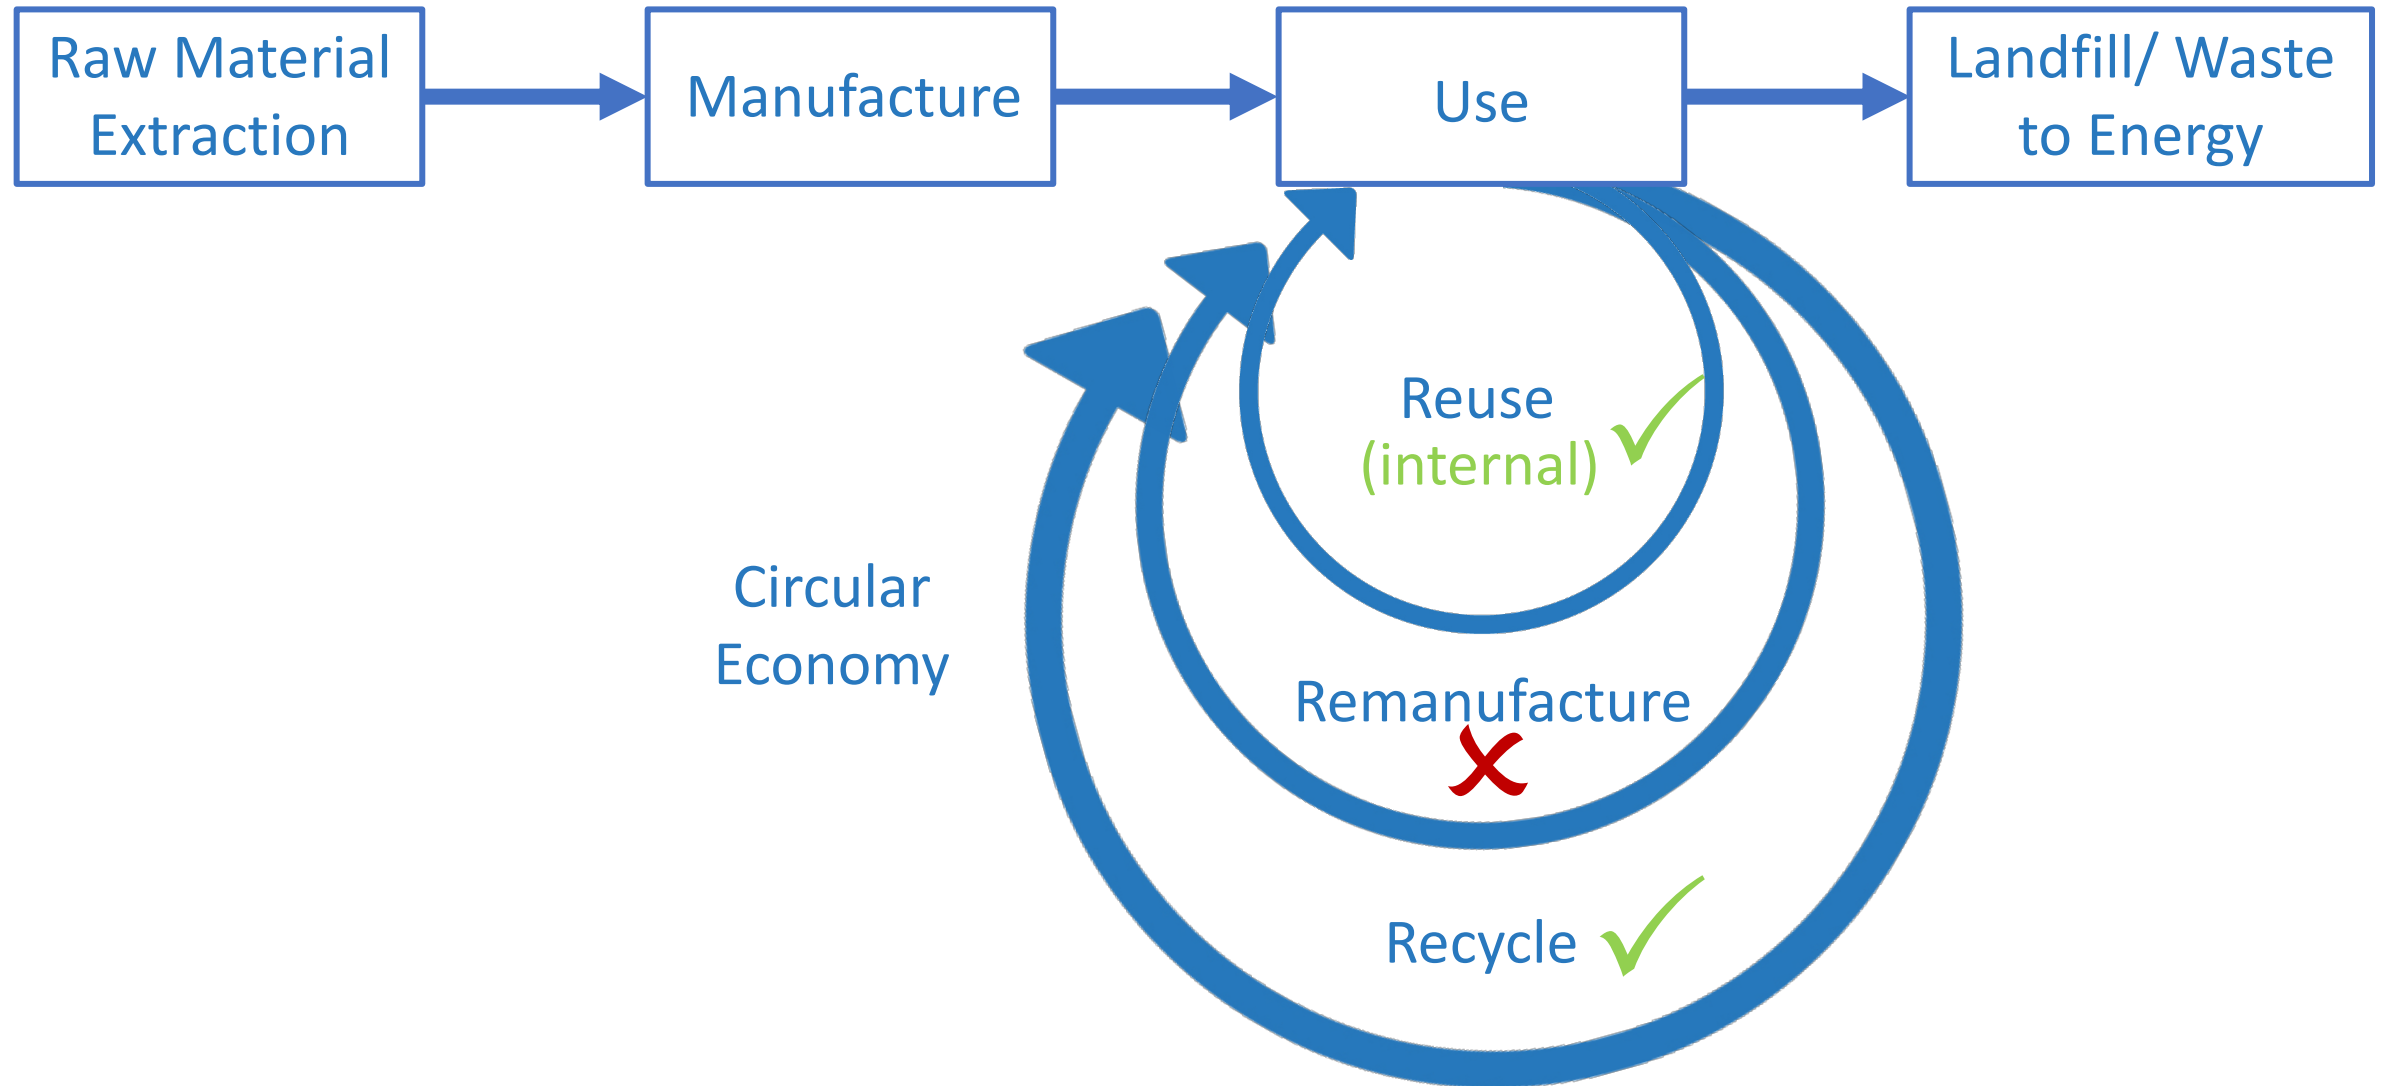 Raw Material
Extraction
Manufacture
Use
Landfill/ Waste
to Energy
Reuse
(internal)
Circular
Economy
Remanufacture
Recycle